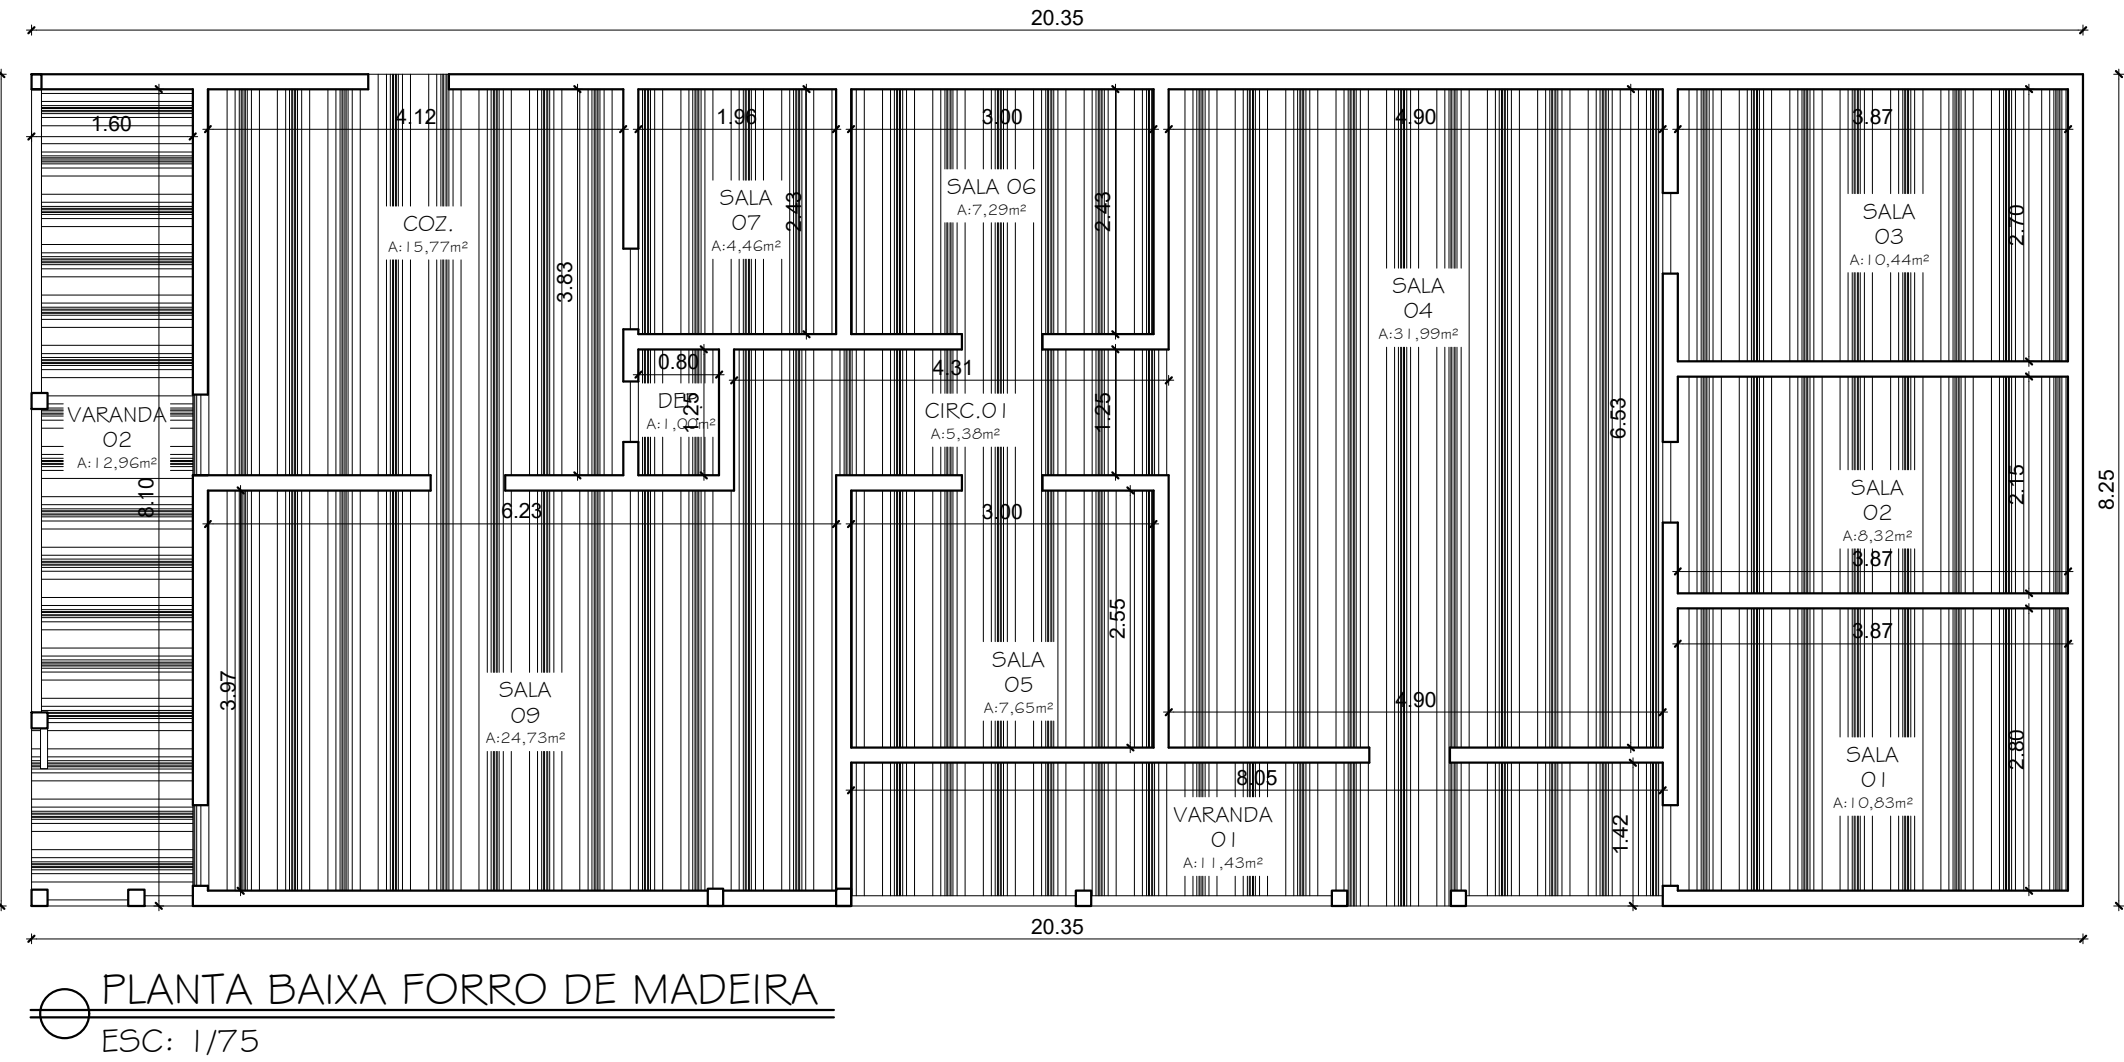 20.35
1.60
4.12
1.96
3.00
4.90
3.87
SALA
07
A:4,46m²
2.43
SALA 06
A:7,29m²
2.43
COZ.
A:15,77m²
3.83
SALA
03
A:10,44m²
2.70
SALA
04
A:31,99m²
0.80
4.31
A:1,00m²
1.25
CIRC.01
A:5,38m²
1.25
6.53
VARANDA
02
A:12,96m²
8.10
SALA
02
A:8,32m²
2.15
3.87
8.25
6.23
3.00
2.55
3.87
SALA
09
A:24,73m²
3.97
SALA
05
A:7,65m²
4.90
SALA
01
A:10,83m²
2.80
8.05
VARANDA
01
A:11,43m²
1.42
20.35
PLANTA BAIXA FORRO DE MADEIRA
ESC: 1/75